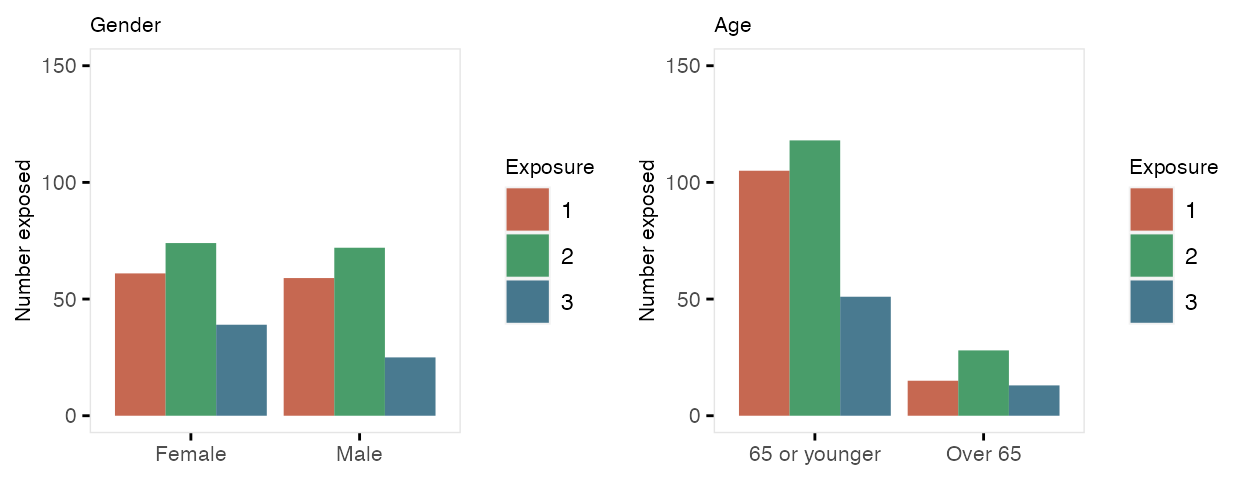 Gender
Number exposed
150
100
50
0
Female Male
Exposure
1
2
3
Age
Number exposed
150
100
50
0
65 or younger Over 65
Exposure
1
2
3